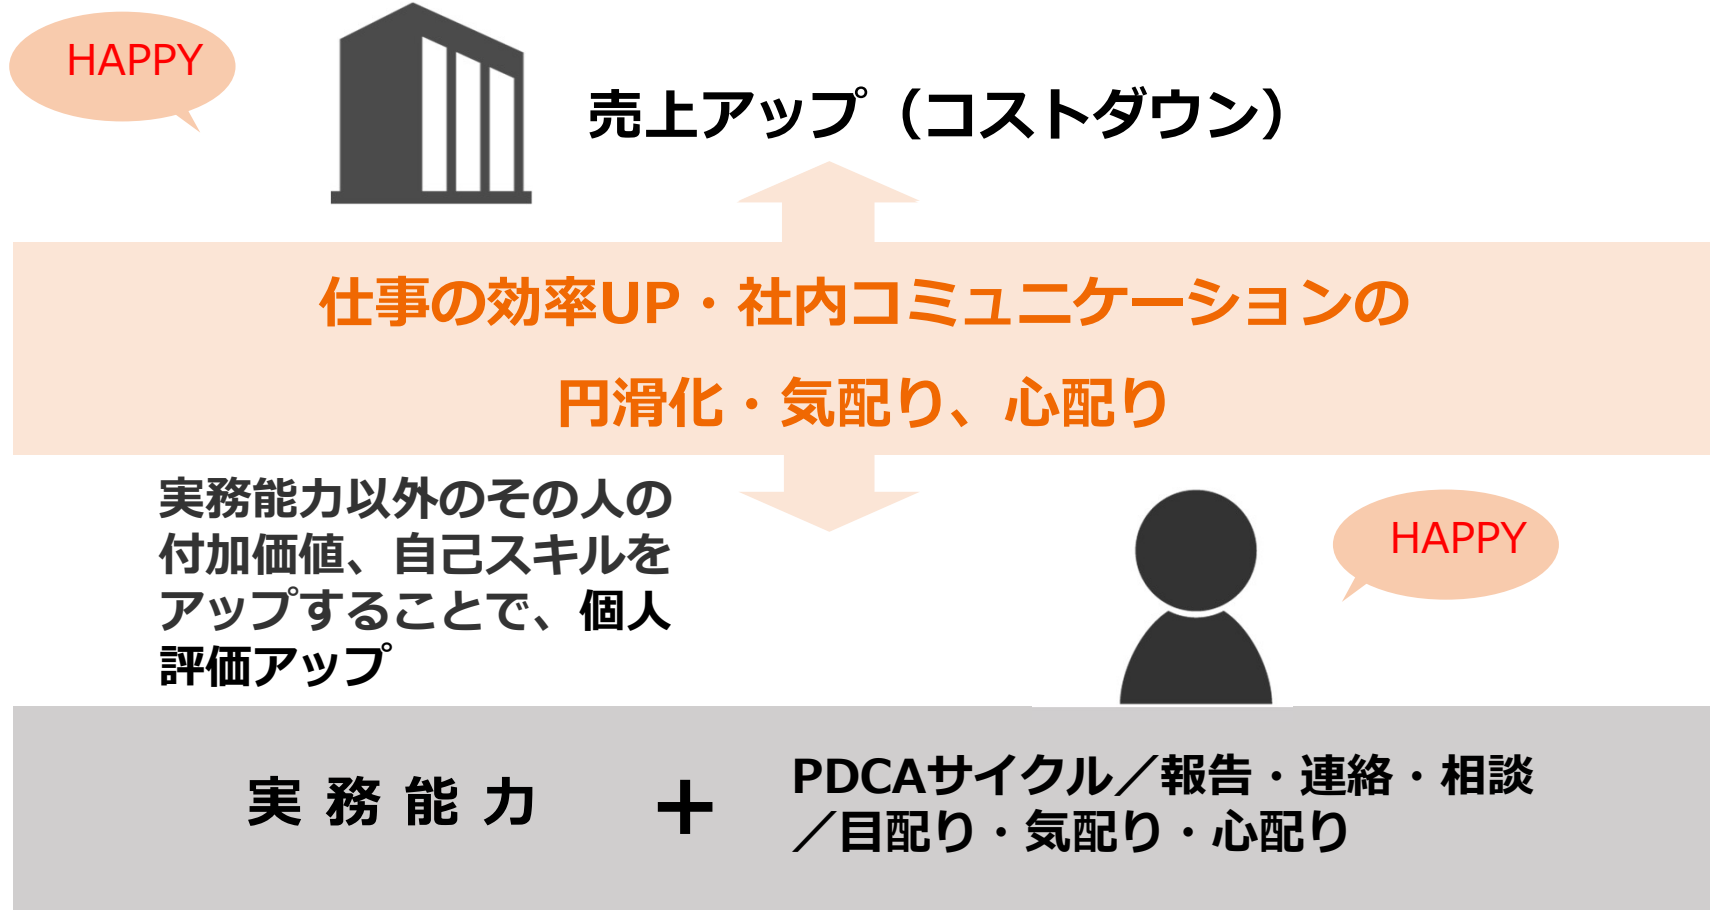 HAPPY
売上アップ（コストダウン）
仕事の効率UP・社内コミュニケーションの
円滑化・気配り、心配り
実務能力以外のその人の
付加価値、自己スキルを
アップすることで、個人
評価アップ
HAPPY
実務能力 ＋ PDCAサイクル／報告・連絡・相談
／目配り・気配り・心配り